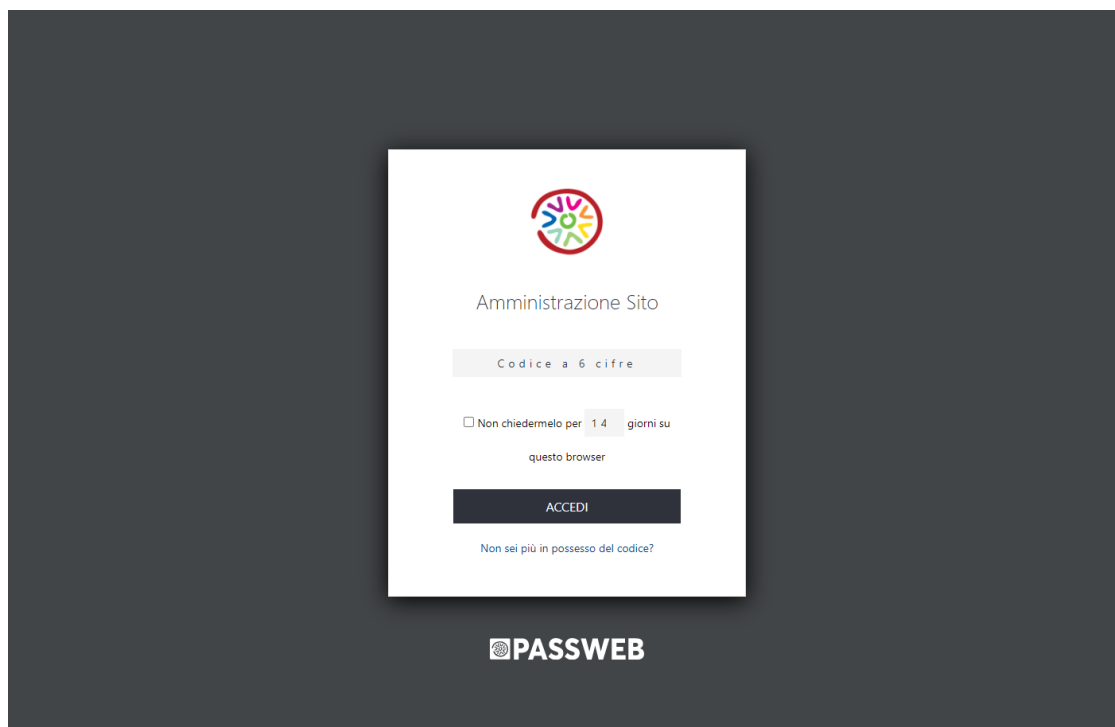 Amministrazione Sito
Codice a 6 cifre
Non chiedermelo per 14 giorni su
questo browser
ACCEDI
Non sei più in possesso del codice?
PASSWEB